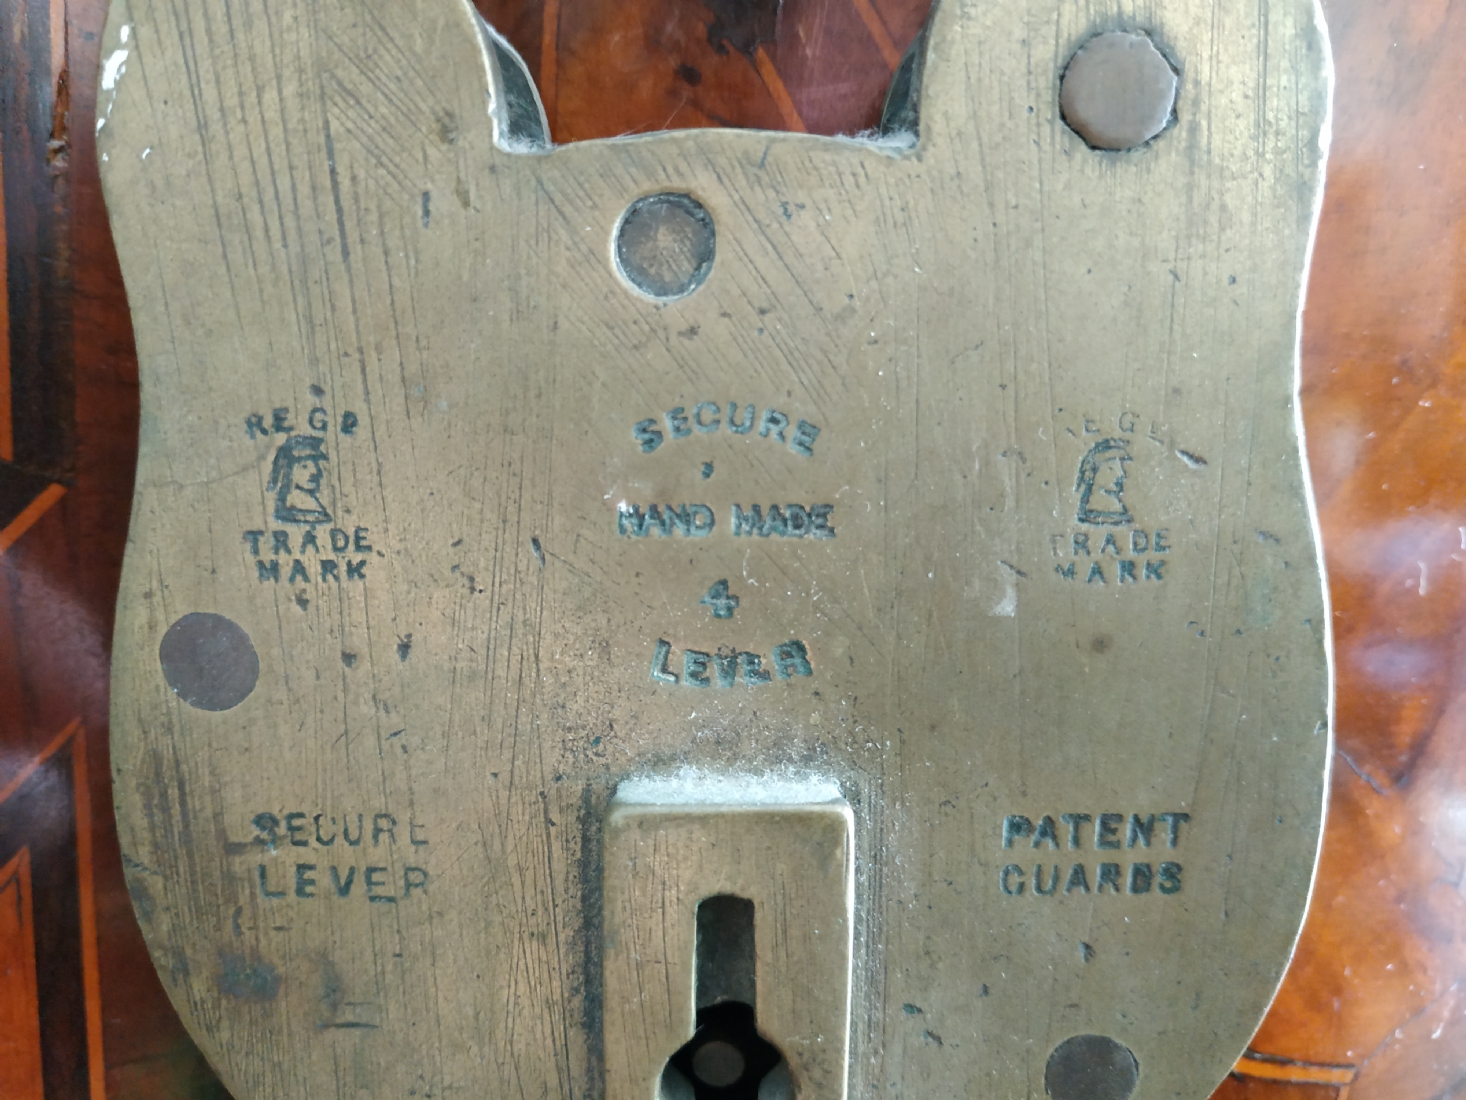 REGD
TRADE
MARK
SECURE
HAND MADE
4
LEVER
REGD
TRADE
MARK
SECURE
LEVER
PATENT
GUARDS